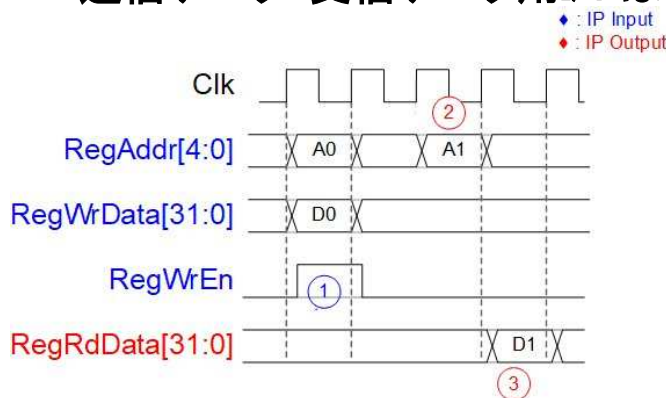 : IP Input
: IP Output
Clk
2
RegAddr[4:0]
A0
A1
RegWrData[31:0]
D0
RegWrEn
1
RegRdData[31:0]
D1
3